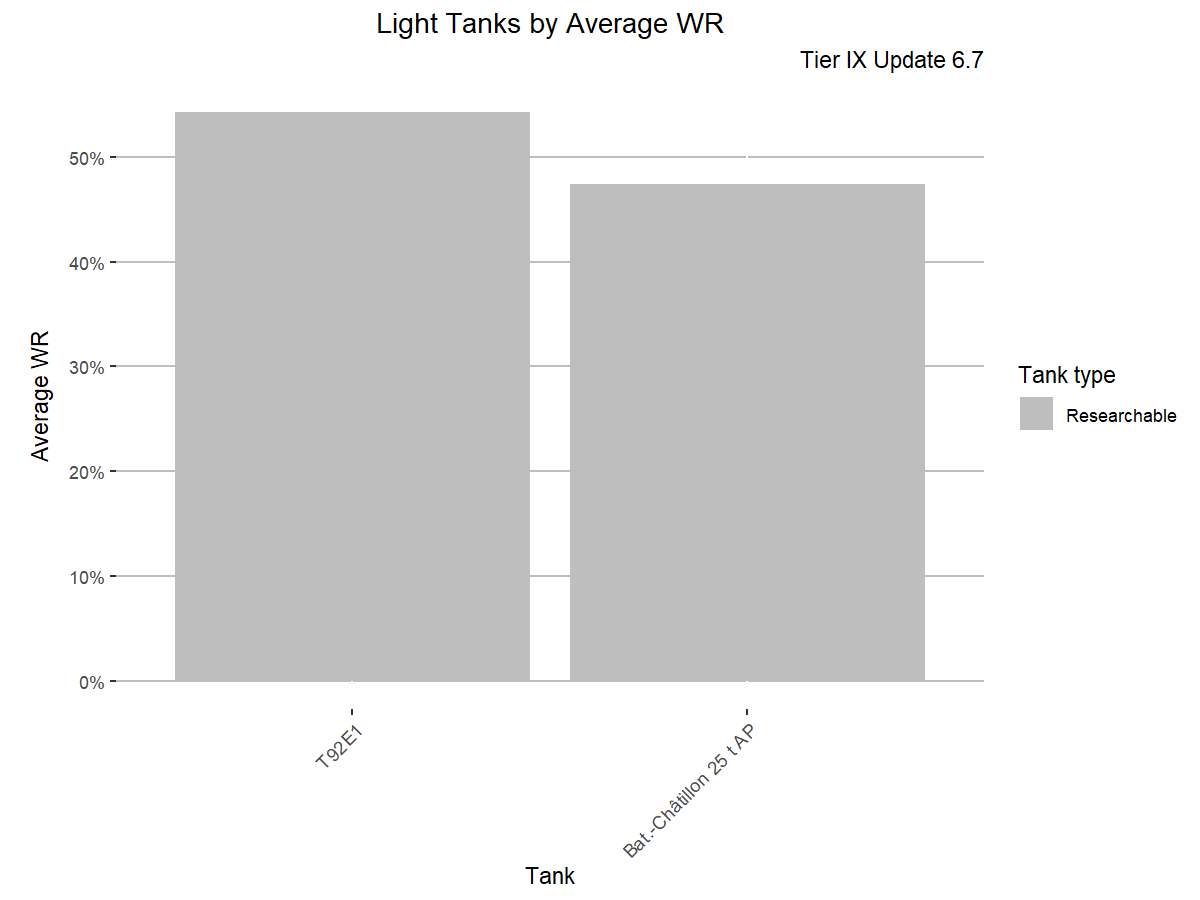 Light Tanks by Average WR
Tier IX Update 6.7
Average WR
50%
40%
30%
20%
10%
0%
T92E1
Bat.-Châtillon 25 t AP
Tank
Tank type
Researchable